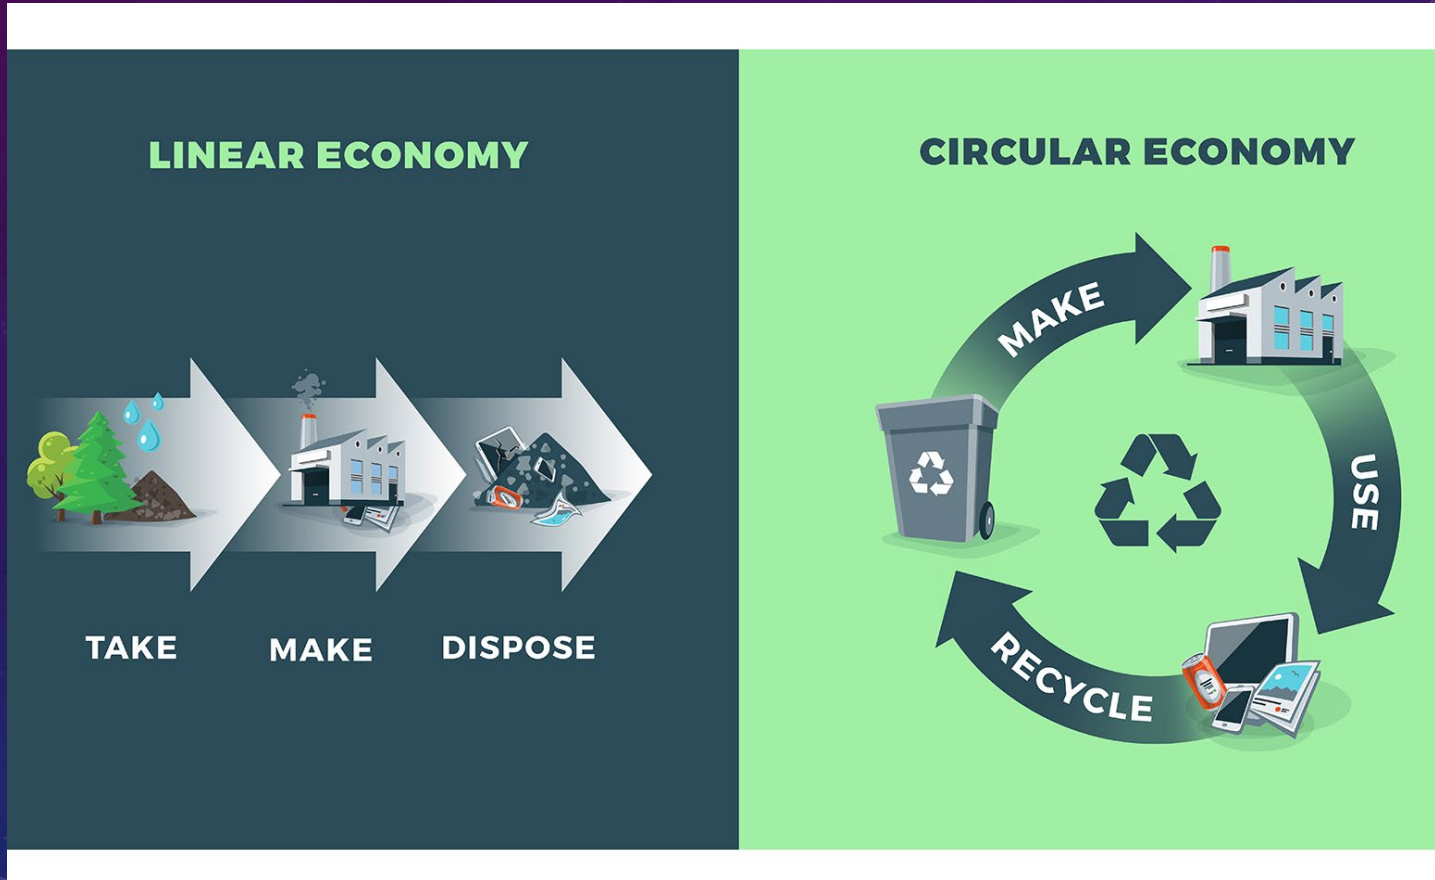 LINEAR ECONOMY
TAKE
MAKE
DISPOSE
CIRCULAR ECONOMY
MAKE
USE
RECYCLE